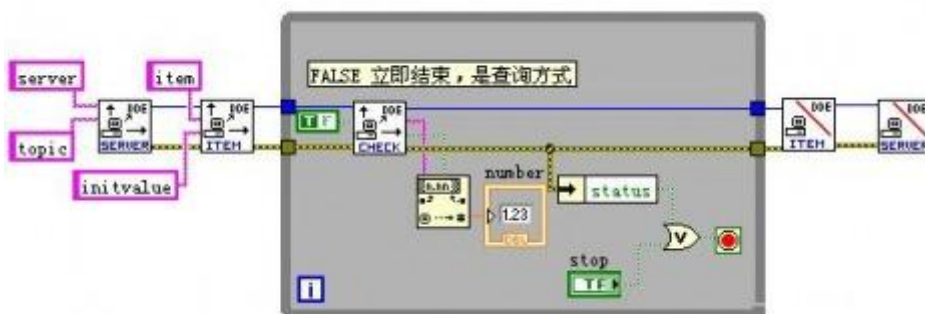 server
item
topic
initvalue
DDE
SERVER
DDE
ITEM
FALSE 立即结束，是查询方式
TF
DDE
CHECK
number
1.23
DBL
status
stop
TF
i
DDE
ITEM
DDE
SERVER